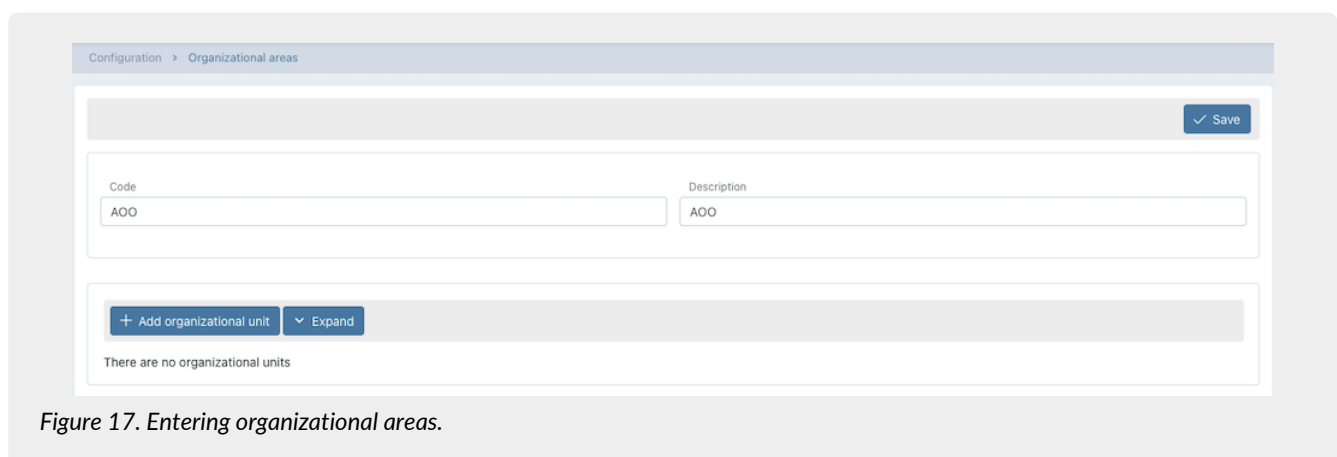 Configuration > Organizational areas
Save
Code Description
AOO AOO
+ Add organizational unit Expand
There are no organizational units
Figure 17. Entering organizational areas.